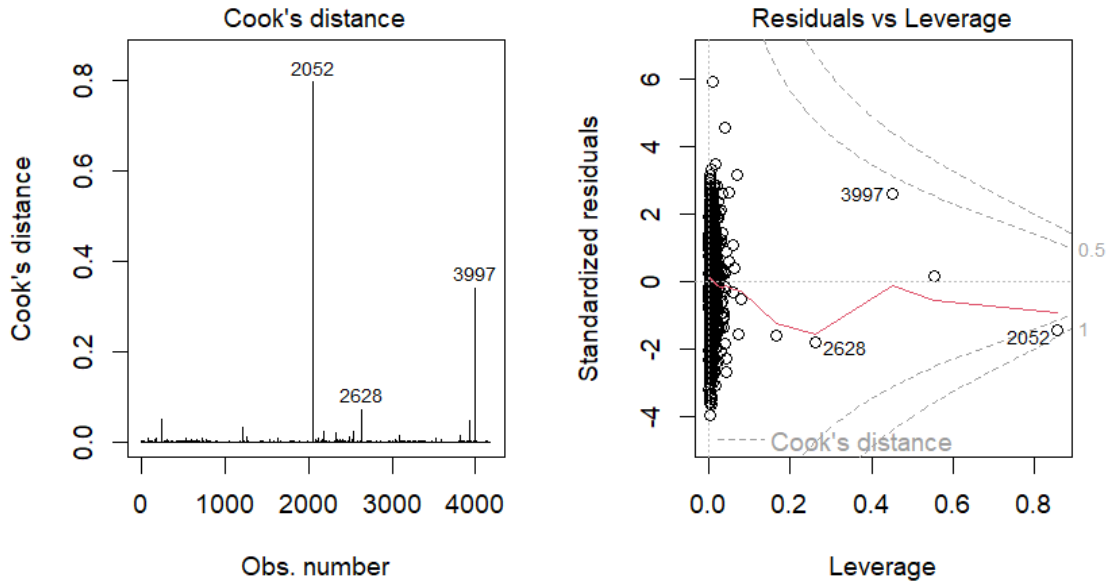 Cook's distance
Cook's distance
0.8
0.6
0.4
0.2
0.0
2052
3997
2628
0 1000 2000 3000 4000
Obs. number
Residuals vs Leverage
Standardized residuals
6
4
2
0
-2
-4
3997
0.5
2628
2052
1
Cook's distance
0.0 0.2 0.4 0.6 0.8
Leverage